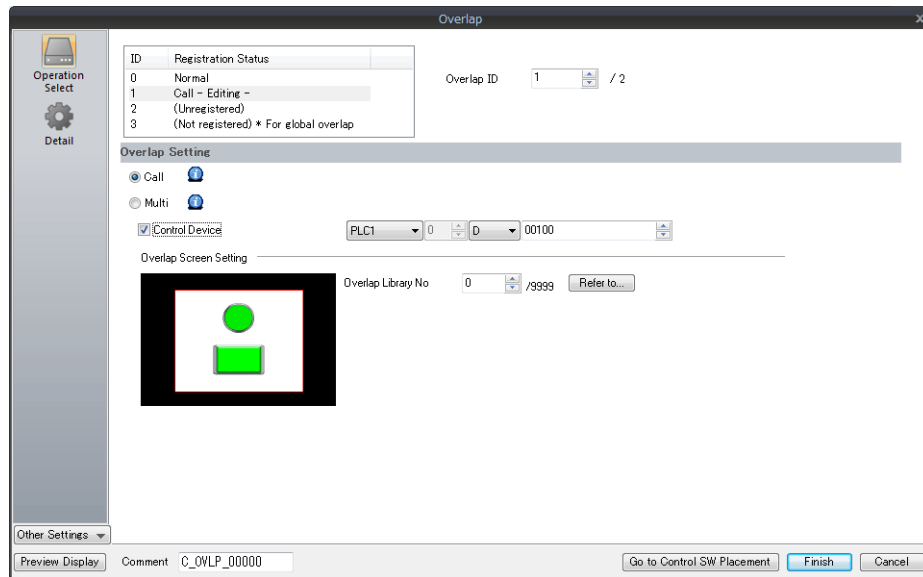 Overlap
Operation
Select
Detail
ID Registration Status
0 Normal
1 Call - Editing -
2 (Unregistered)
3 (Not registered) * For global overlap
Overlap ID 1 / 2
Overlap Setting
Call
Multi
Control Device PLC1 0 D 00100
Overlap Screen Setting
Overlap Library No 0 /9999 Refer to...
Other Settings
Preview Display Comment C_OVLP_00000 Go to Control SW Placement Finish Cancel